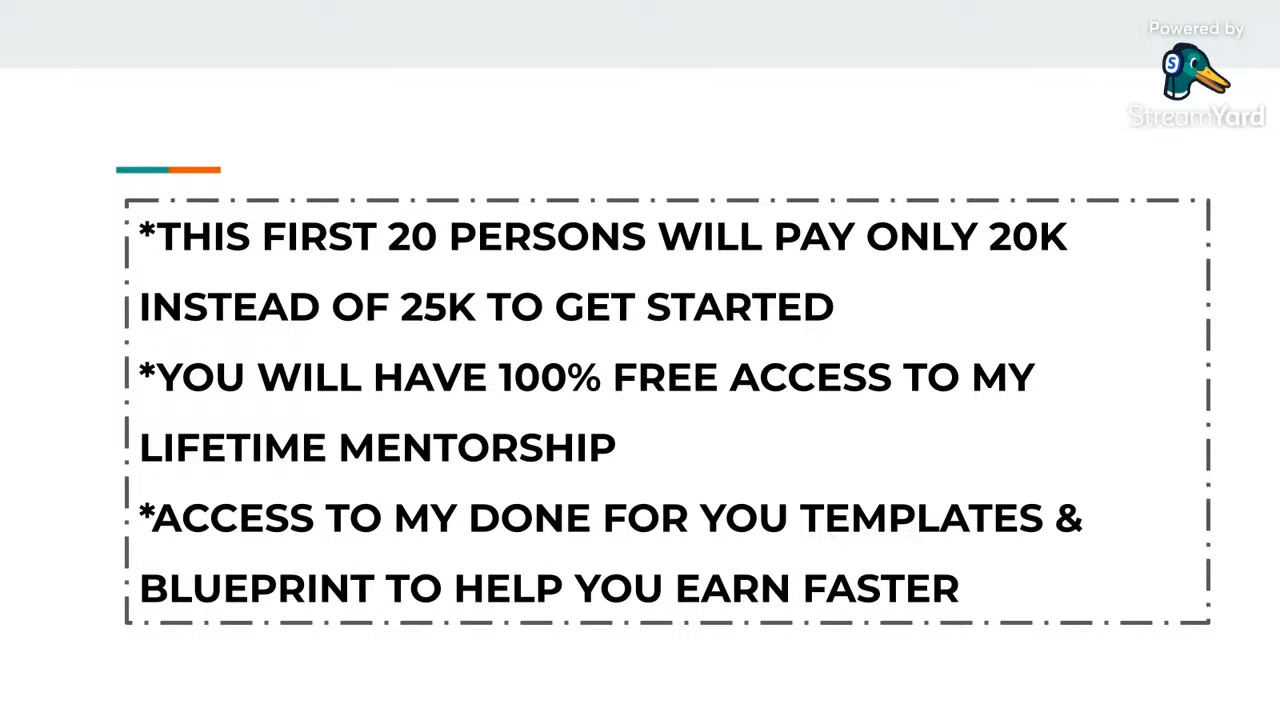 Powered by
StreamYard
*THIS FIRST 20 PERSONS WILL PAY ONLY 20K
INSTEAD OF 25K TO GET STARTED
*YOU WILL HAVE 100% FREE ACCESS TO MY
LIFETIME MENTORSHIP
*ACCESS TO MY DONE FOR YOU TEMPLATES &
BLUEPRINT TO HELP YOU EARN FASTER